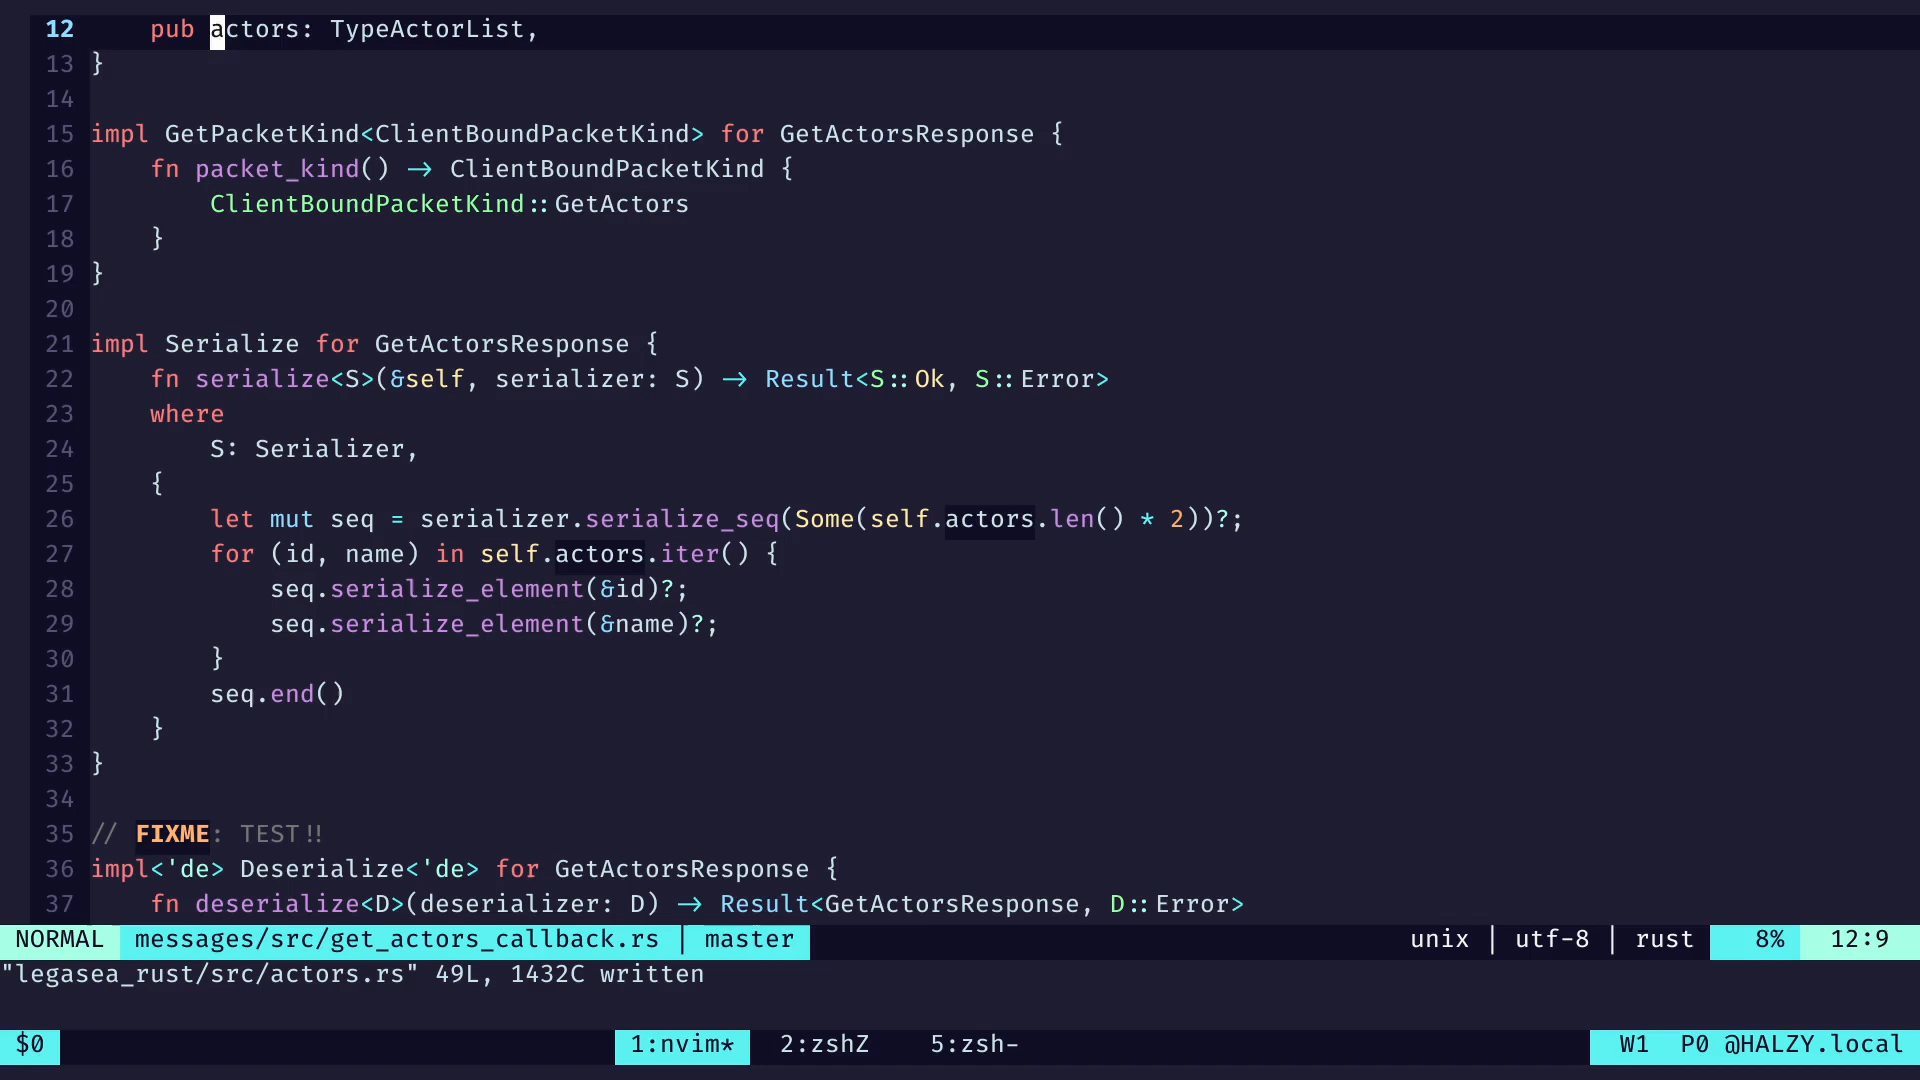 12     pub actors: TypeActorList,
13 }
14
15 impl GetPacketKind<ClientBoundPacketKind> for GetActorsResponse {
16     fn packet_kind() -> ClientBoundPacketKind {
17         ClientBoundPacketKind::GetActors
18     }
19 }
20
21 impl Serialize for GetActorsResponse {
22     fn serialize<S>(&self, serializer: S) -> Result<S::Ok, S::Error>
23     where
24         S: Serializer,
25     {
26         let mut seq = serializer.serialize_seq(Some(self.actors.len() * 2))?;
27         for (id, name) in self.actors.iter() {
28             seq.serialize_element(&id)?;
29             seq.serialize_element(&name)?;
30         }
31         seq.end()
32     }
33 }
34
35 // FIXME: TEST!!
36 impl<'de> Deserialize<'de> for GetActorsResponse {
37     fn deserialize<D>(deserializer: D) -> Result<GetActorsResponse, D::Error>
NORMAL messages/src/get_actors_callback.rs | master unix | utf-8 | rust 8% 12:9
"legasea_rust/src/actors.rs" 49L, 1432C written
$0 1:nvim* 2:zshZ 5:zsh- W1 P0 @HALZY.local